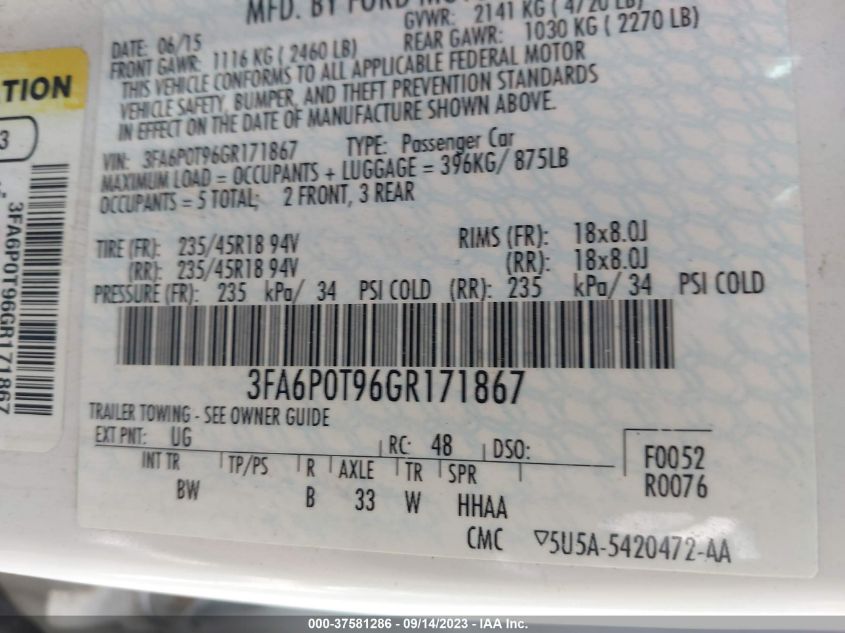 MFD. BY FORD MO
GVWR: 2141 KG ( 4720 LB)
DATE: 06/15
FRONT GAWR: 1116 KG ( 2460 LB)
REAR GAWR: 1030 KG ( 2270 LB)
THIS VEHICLE CONFORMS TO ALL APPLICABLE FEDERAL MOTOR
VEHICLE SAFETY, BUMPER, AND THEFT PREVENTION STANDARDS
IN EFFECT ON THE DATE OF MANUFACTURE SHOWN ABOVE.
VIN: 3FA6P0T96GR171867 TYPE: Passenger Car
MAXIMUM LOAD = OCCUPANTS + LUGGAGE = 396KG/ 875LB
OCCUPANTS = 5 TOTAL; 2 FRONT, 3 REAR
TIRE (FR): 235/45R18 94V RIMS (FR): 18x8.0J
(RR): 235/45R18 94V (RR): 18x8.0J
PRESSURE (FR): 235 kPa/ 34 PSI COLD (RR): 235 kPa/ 34 PSI COLD
3FA6P0T96GR171867
TRAILER TOWING - SEE OWNER GUIDE
EXT PNT: UG RC: 48 DSO:
INT TR TP/PS R AXLE TR SPR
BW B 33 W HHAA
F0052
R0076
CMC ▽5U5A-5420472-AA
TION
3
3FA6P0T96GR171867
000-37581286 - 09/14/2023 - IAA Inc.